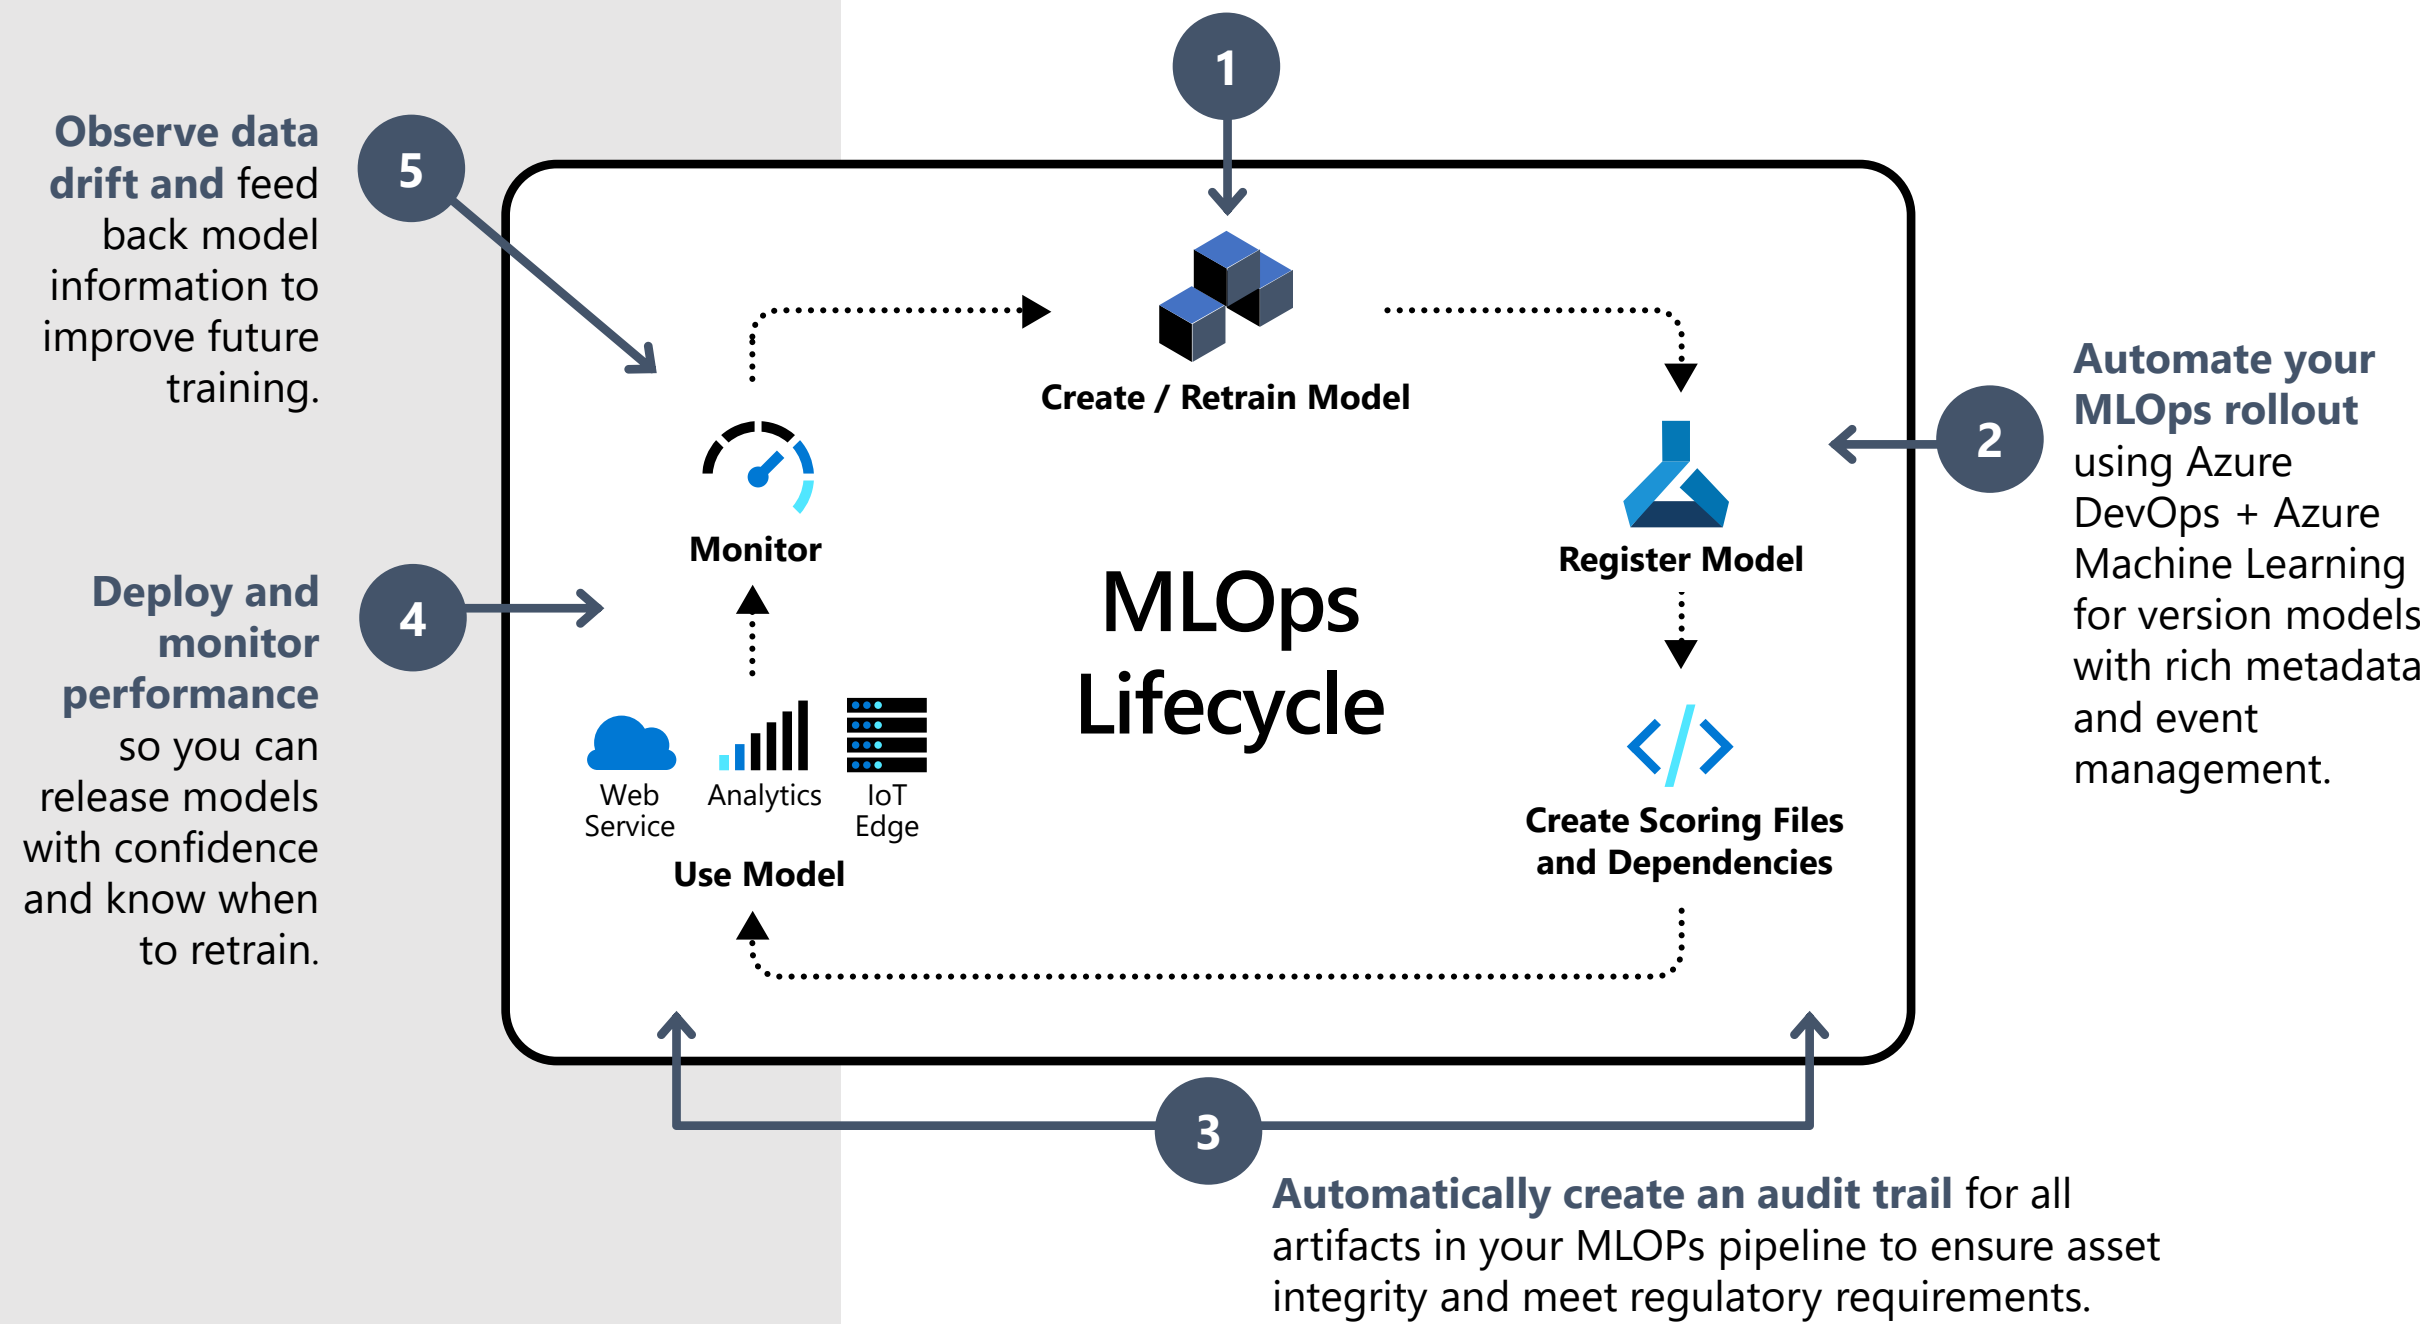 1
Observe data
drift and feed
back model
information to
improve future
training.
5
Create / Retrain Model
2
Automate your
MLOps rollout
using Azure
DevOps + Azure
Machine Learning
for version models
with rich metadata
and event
management.
Monitor
Register Model
MLOps
Lifecycle
Deploy and
monitor
performance
so you can
release models
with confidence
and know when
to retrain.
4
Web
Service
Analytics
IoT
Edge
Use Model
Create Scoring Files
and Dependencies
3
Automatically create an audit trail for all
artifacts in your MLOPs pipeline to ensure asset
integrity and meet regulatory requirements.